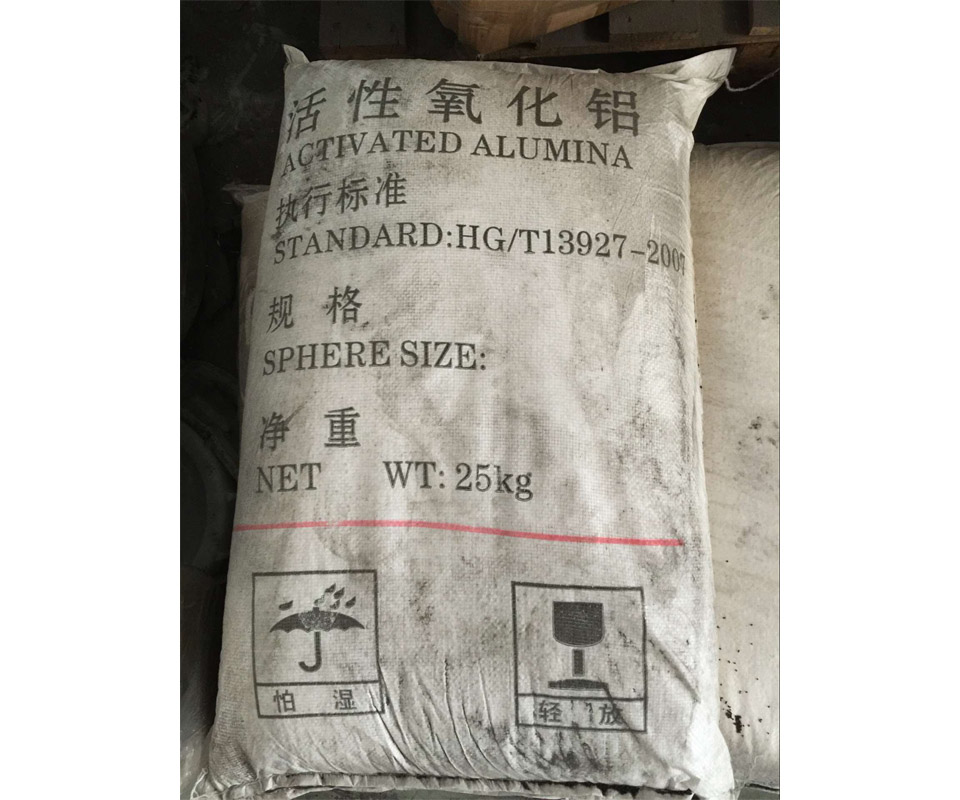 活性氧化铝
ACTIVATED ALUMINA
执行标准
STANDARD:HG/T13927-2007
规格
SPHERE SIZE:
净重
NET WT: 25kg
怕湿
轻放